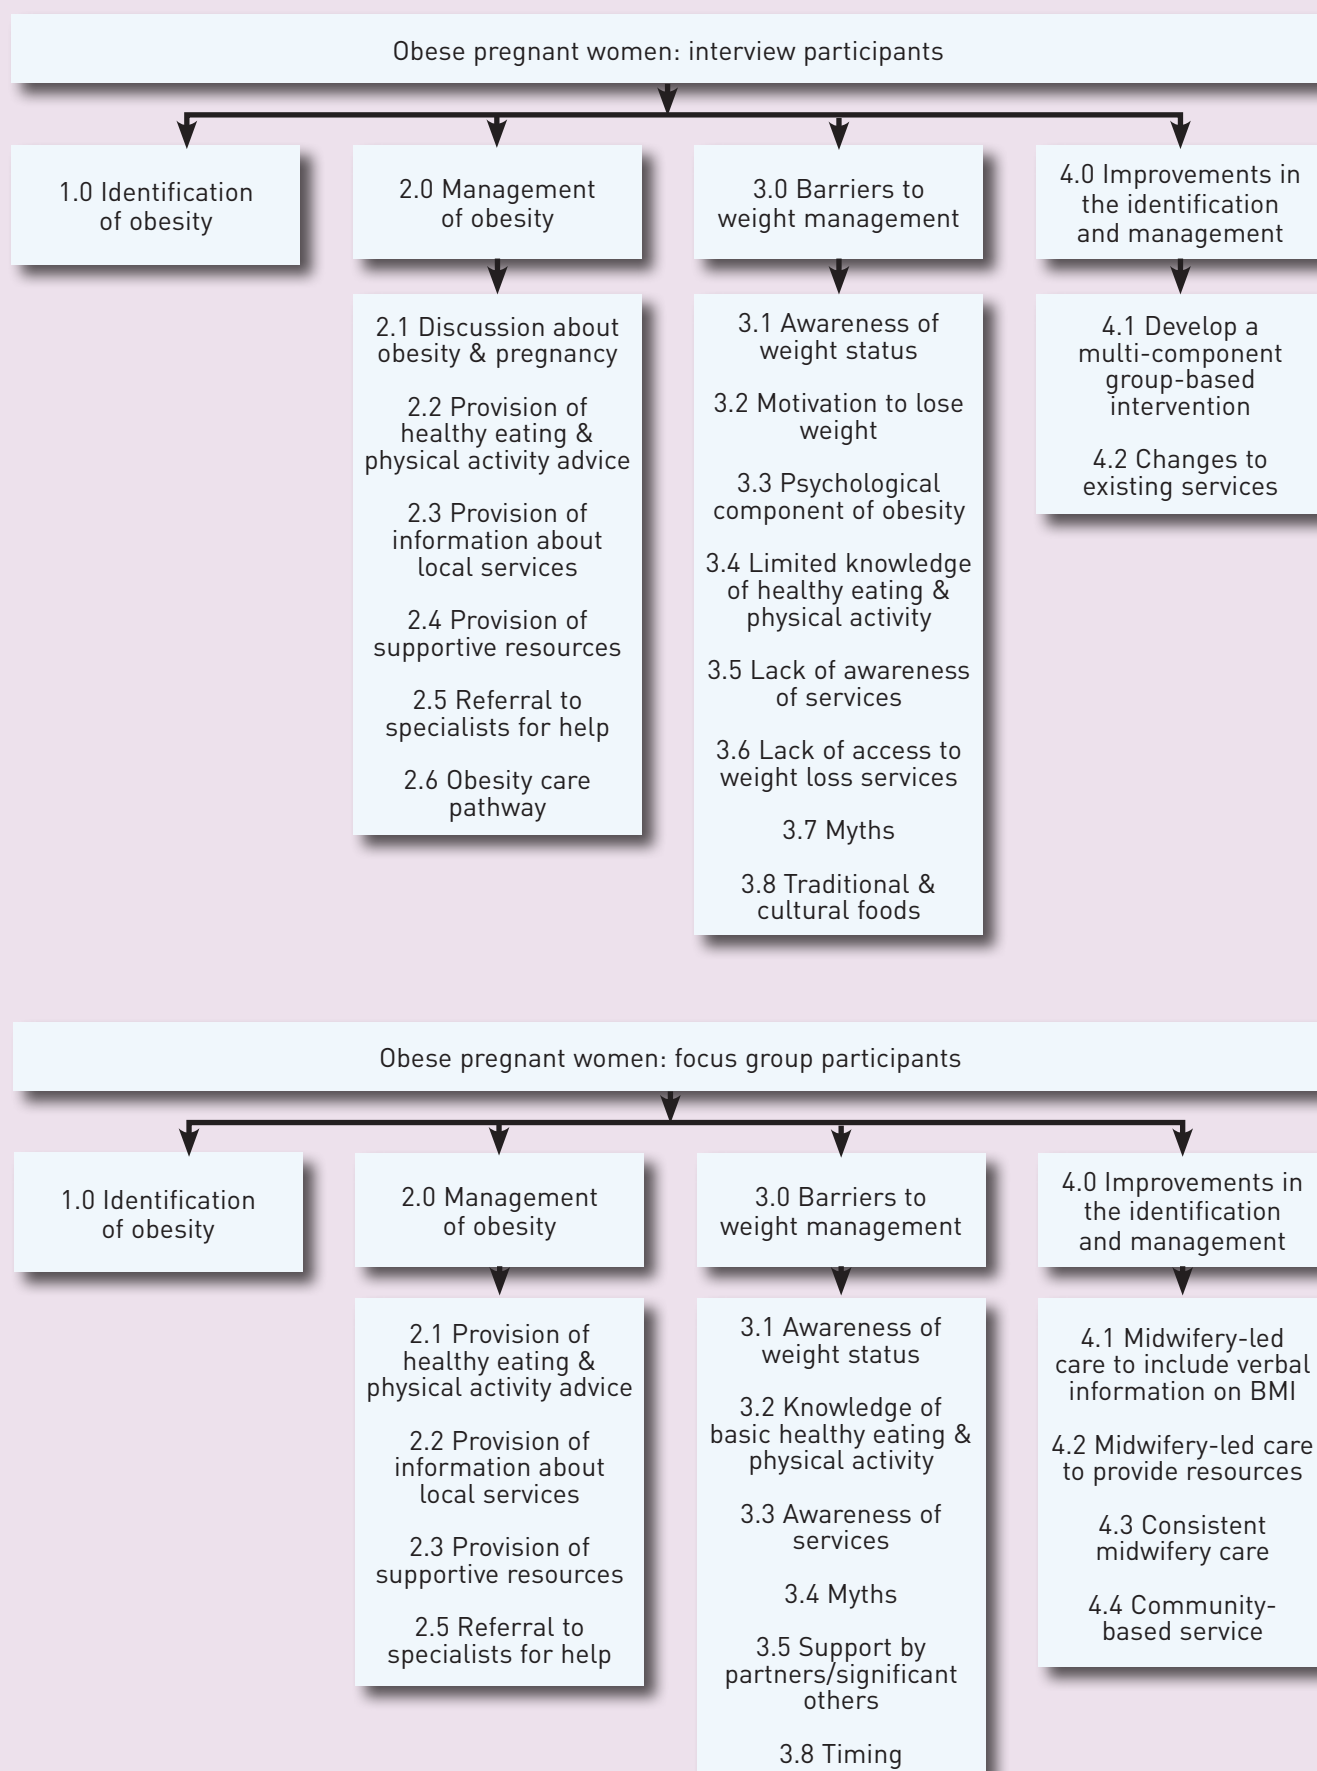 Obese pregnant women: interview participants
1.0 Identification
of obesity
2.0 Management
of obesity
3.0 Barriers to
weight management
4.0 Improvements in
the identification
and management
2.1 Discussion about
obesity & pregnancy
2.2 Provision of
healthy eating &
physical activity advice
2.3 Provision of
information about
local services
2.4 Provision of
supportive resources
2.5 Referral to
specialists for help
2.6 Obesity care
pathway
3.1 Awareness of
weight status
3.2 Motivation to lose
weight
3.3 Psychological
component of obesity
3.4 Limited knowledge
of healthy eating &
physical activity
3.5 Lack of awareness
of services
3.6 Lack of access to
weight loss services
3.7 Myths
3.8 Traditional &
cultural foods
4.1 Develop a
multi-component
group-based
intervention
4.2 Changes to
existing services
Obese pregnant women: focus group participants
1.0 Identification
of obesity
2.0 Management
of obesity
3.0 Barriers to
weight management
4.0 Improvements in
the identification
and management
2.1 Provision of
healthy eating &
physical activity advice
2.2 Provision of
information about
local services
2.3 Provision of
supportive resources
2.5 Referral to
specialists for help
3.1 Awareness of
weight status
3.2 Knowledge of
basic healthy eating &
physical activity
3.3 Awareness of
services
3.4 Myths
3.5 Support by
partners/significant
others
3.8 Timing
4.1 Midwifery-led
care to include verbal
information on BMI
4.2 Midwifery-led care
to provide resources
4.3 Consistent
midwifery care
4.4 Community-
based service